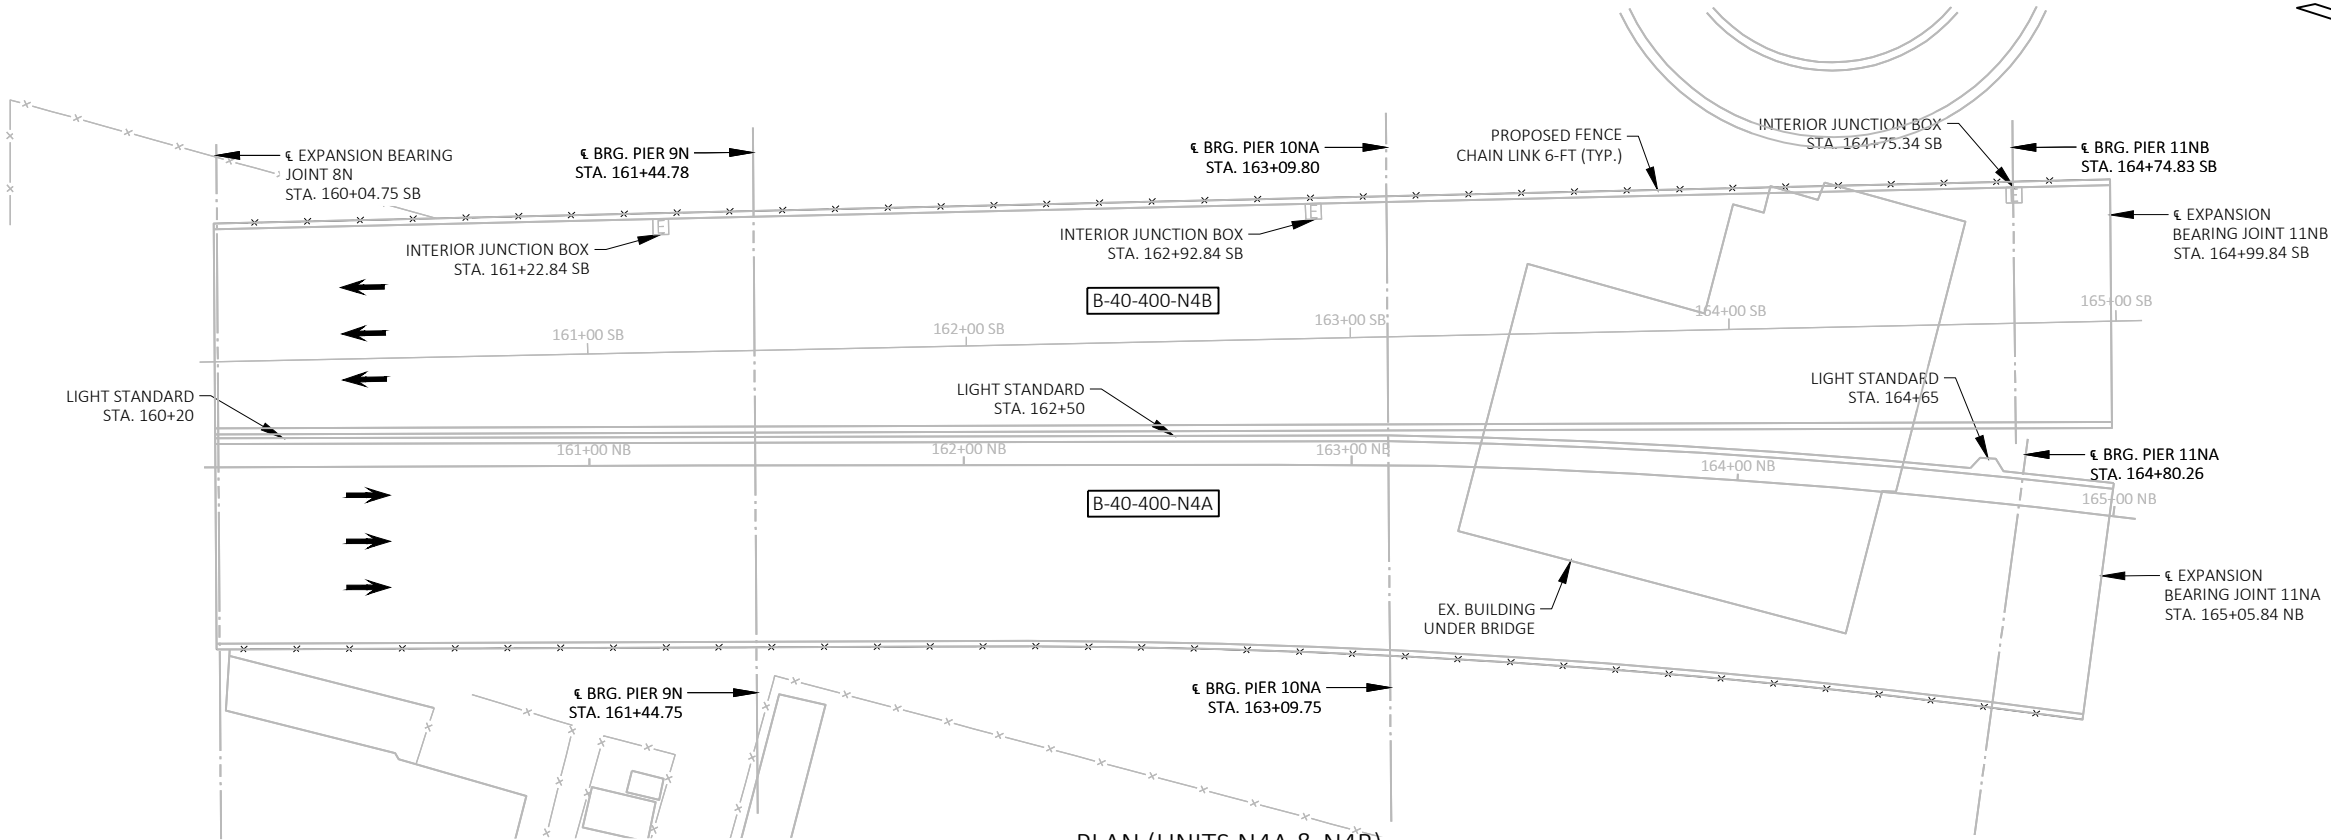 ℄ EXPANSION BEARING
JOINT 8N
STA. 160+04.75 SB
℄ BRG. PIER 9N
STA. 161+44.78
℄ BRG. PIER 10NA
STA. 163+09.80
PROPOSED FENCE
CHAIN LINK 6-FT (TYP.)
INTERIOR JUNCTION BOX
STA. 164+75.34 SB
℄ BRG. PIER 11NB
STA. 164+74.83 SB
℄ EXPANSION
BEARING JOINT 11NB
STA. 164+99.84 SB
INTERIOR JUNCTION BOX
STA. 161+22.84 SB
E
INTERIOR JUNCTION BOX
STA. 162+92.84 SB
E
E
B-40-400-N4B
161+00 SB
162+00 SB
163+00 SB
164+00 SB
165+00 SB
LIGHT STANDARD
STA. 160+20
LIGHT STANDARD
STA. 162+50
LIGHT STANDARD
STA. 164+65
161+00 NB
162+00 NB
163+00 NB
164+00 NB
165+00 NB
℄ BRG. PIER 11NA
STA. 164+80.26
B-40-400-N4A
EX. BUILDING
UNDER BRIDGE
℄ EXPANSION
BEARING JOINT 11NA
STA. 165+05.84 NB
℄ BRG. PIER 9N
STA. 161+44.75
℄ BRG. PIER 10NA
STA. 163+09.75
PLAN (UNITS N4A & N4B)